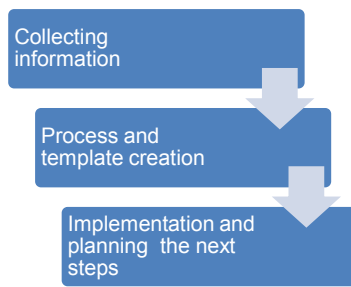 Collecting
information
Process and
template creation
Implementation and
planning  the next
steps